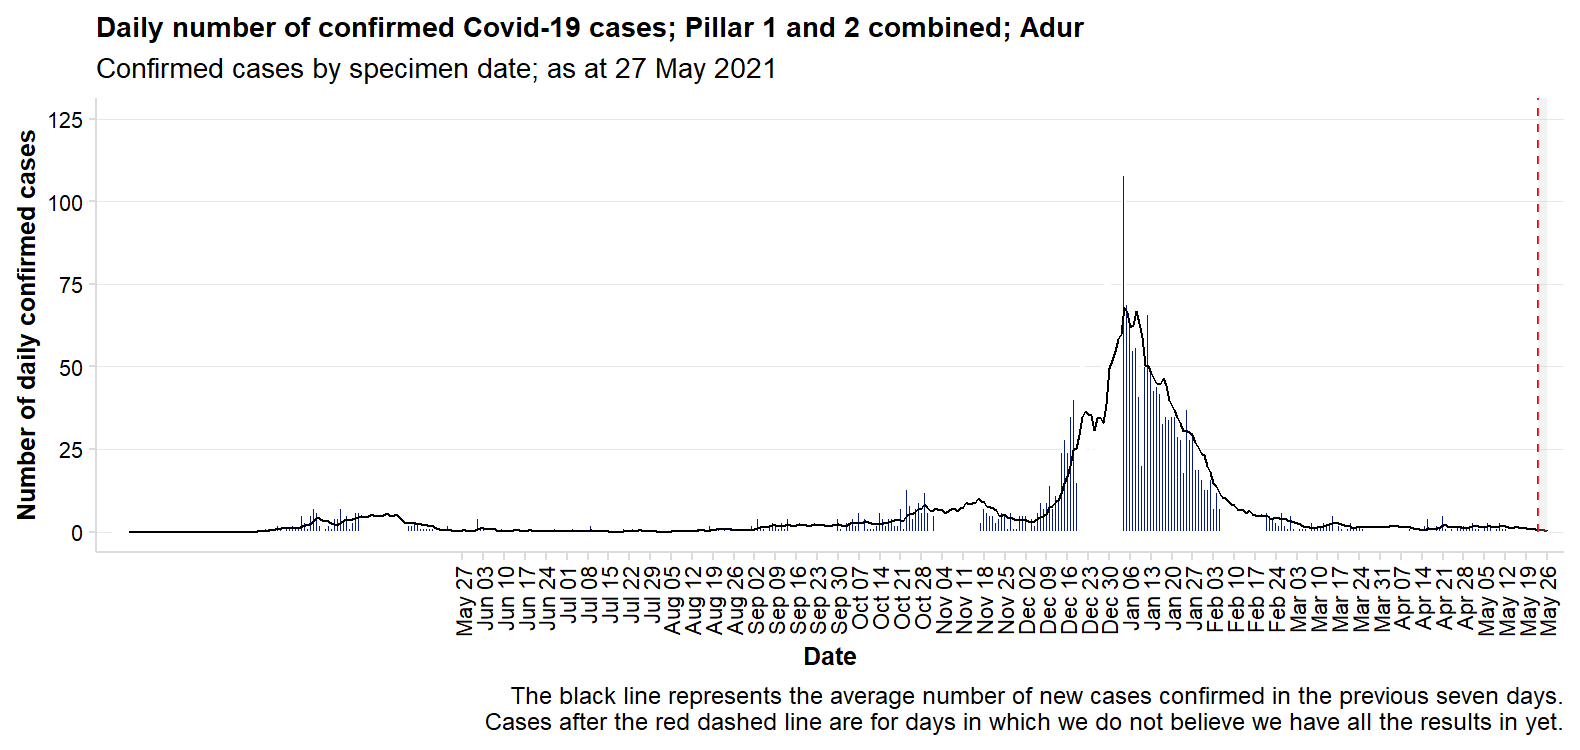 Daily number of confirmed Covid-19 cases; Pillar 1 and 2 combined; Adur
Confirmed cases by specimen date; as at 27 May 2021
Number of daily confirmed cases
125
100
75
50
25
0
May 27
Jun 03
Jun 10
Jun 17
Jun 24
Jul 01
Jul 08
Jul 15
Jul 22
Jul 29
Aug 05
Aug 12
Aug 19
Aug 26
Sep 02
Sep 09
Sep 16
Sep 23
Sep 30
Oct 07
Oct 14
Oct 21
Oct 28
Nov 04
Nov 11
Nov 18
Nov 25
Dec 02
Dec 09
Dec 16
Dec 23
Dec 30
Jan 06
Jan 13
Jan 20
Jan 27
Feb 03
Feb 10
Feb 17
Feb 24
Mar 03
Mar 10
Mar 17
Mar 24
Mar 31
Apr 07
Apr 14
Apr 21
Apr 28
May 05
May 12
May 19
May 26
Date
The black line represents the average number of new cases confirmed in the previous seven days.
Cases after the red dashed line are for days in which we do not believe we have all the results in yet.